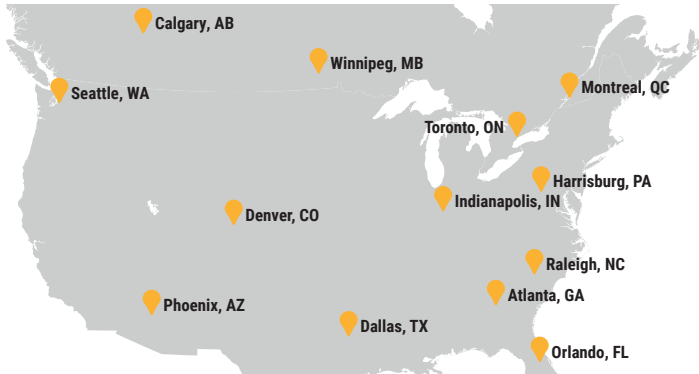 Calgary, AB
Winnipeg, MB
Seattle, WA
Montreal, QC
Toronto, ON
Harrisburg, PA
Indianapolis, IN
Denver, CO
Raleigh, NC
Atlanta, GA
Phoenix, AZ
Dallas, TX
Orlando, FL